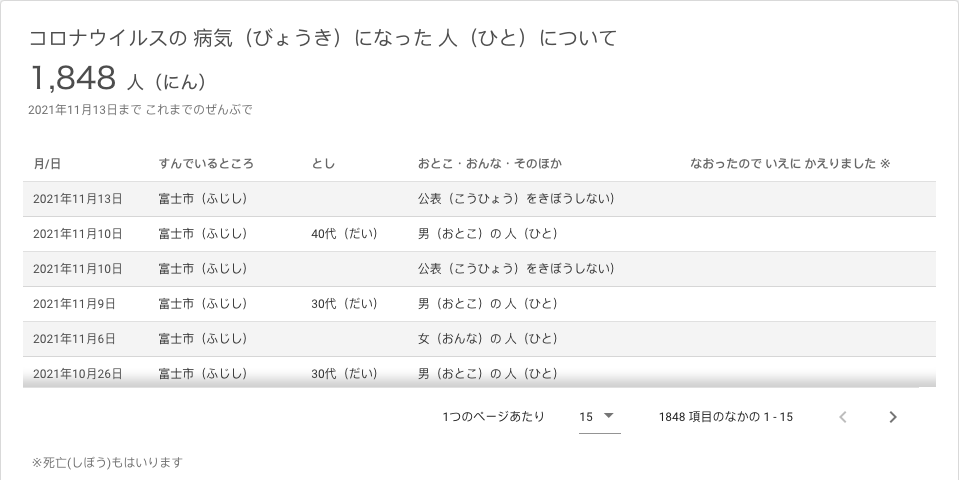 コロナウイルスの 病気（びょうき）になった 人（ひと）について
1,848 人（にん）
2021年11月13日まで これまでのぜんぶで
月/日 すんでいるところ とし おとこ・おんな・そのほか なおったので いえに かえりました ※
2021年11月13日 富士市（ふじし） 公表（こうひょう）をきぼうしない）
2021年11月10日 富士市（ふじし） 40代（だい） 男（おとこ）の 人（ひと）
2021年11月10日 富士市（ふじし） 公表（こうひょう）をきぼうしない）
2021年11月9日 富士市（ふじし） 30代（だい） 男（おとこ）の 人（ひと）
2021年11月6日 富士市（ふじし） 女（おんな）の 人（ひと）
2021年10月26日 富士市（ふじし） 30代（だい） 男（おとこ）の 人（ひと）
1つのページあたり 15 1848 項目のなかの 1 - 15
※死亡(しぼう)もはいります